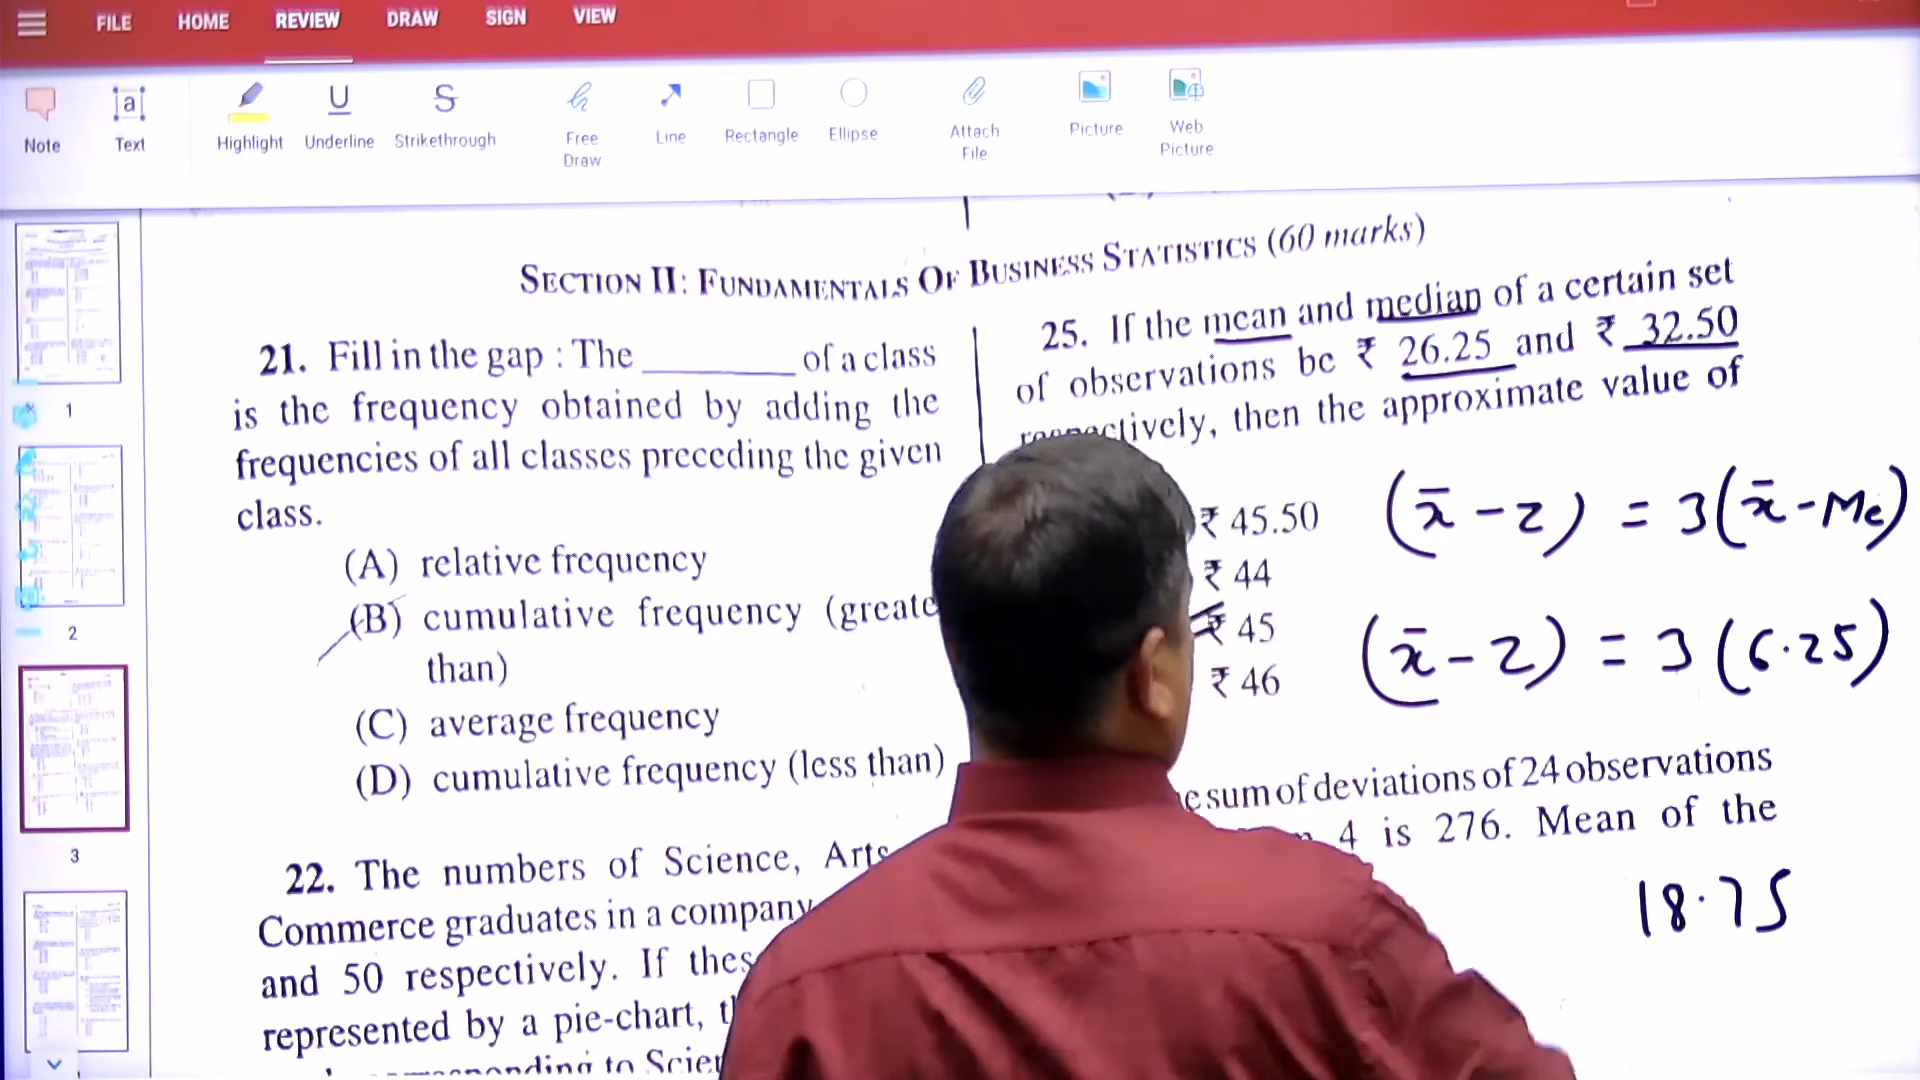 FILE HOME REVIEW DRAW SIGN VIEW
Note Text Highlight Underline Strikethrough Free Draw Line Rectangle Ellipse Attach File Picture Web Picture
SECTION II: FUNDAMENTALS OF BUSINESS STATISTICS (60 marks)
21. Fill in the gap : The ________ of a class
is the frequency obtained by adding the
frequencies of all classes preceding the given
class.
(A) relative frequency
(B) cumulative frequency
than)
(C) average frequency
(D) cumulative frequency (less than)
22. The numbers of Science, Arts
Commerce graduates in a company
and 50 respectively. If
represented by a pie-chart,
to
25. If the mean and median of a certain set
of observations be ₹ 26.25 and ₹ 32.50
respectively, then the approximate value of
₹ 45.50
₹ 44
₹ 45
₹ 46
(x̄ - z) = 3(x̄ - Me)
(x̄ - z) = 3 (6.25)
sum of deviations of 24 observations
4 is 276. Mean of the
18.75
1
2
3